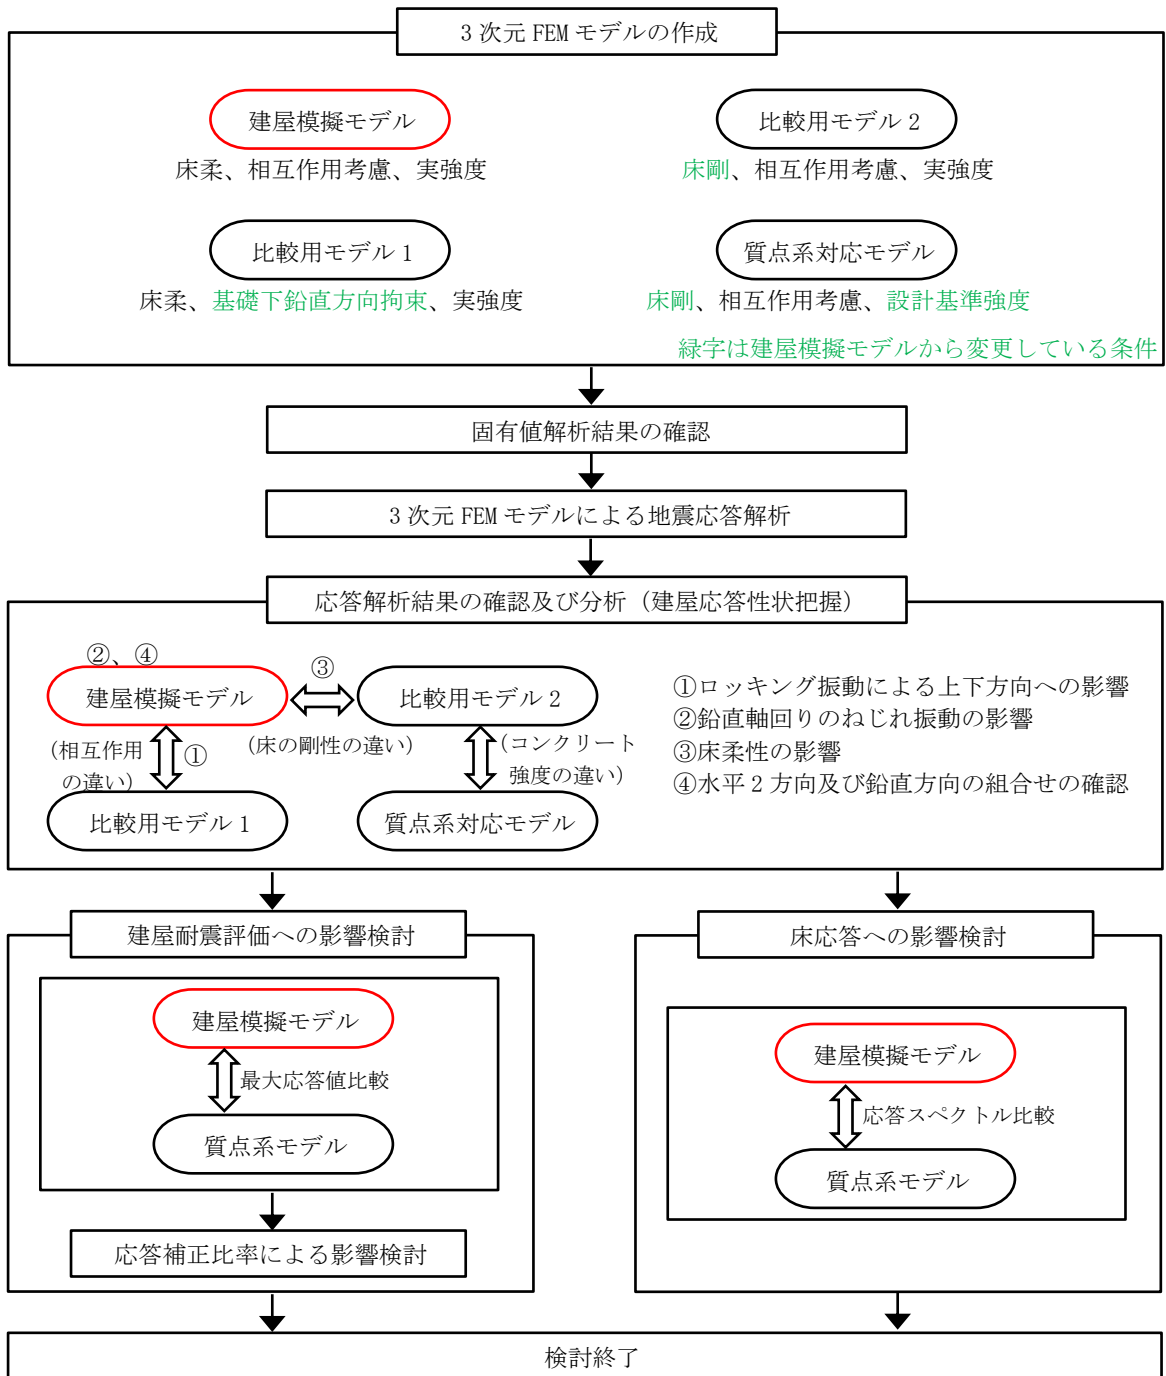 3 次元 FEM モデルの作成
建屋模擬モデル
床柔、相互作用考慮、実強度
比較用モデル 2
床剛、相互作用考慮、実強度
比較用モデル 1
床柔、基礎下鉛直方向拘束、実強度
質点系対応モデル
床剛、相互作用考慮、設計基準強度
緑字は建屋模擬モデルから変更している条件
固有値解析結果の確認
3 次元 FEM モデルによる地震応答解析
応答解析結果の確認及び分析（建屋応答性状把握）
②、④
建屋模擬モデル
③
比較用モデル 2
(相互作用
の違い)
①
(床の剛性の違い)
(コンクリート
強度の違い)
比較用モデル 1
質点系対応モデル
①ロッキング振動による上下方向への影響
②鉛直軸回りのねじれ振動の影響
③床柔性の影響
④水平 2 方向及び鉛直方向の組合せの確認
建屋耐震評価への影響検討
建屋模擬モデル
最大応答値比較
質点系モデル
応答補正比率による影響検討
床応答への影響検討
建屋模擬モデル
応答スペクトル比較
質点系モデル
検討終了